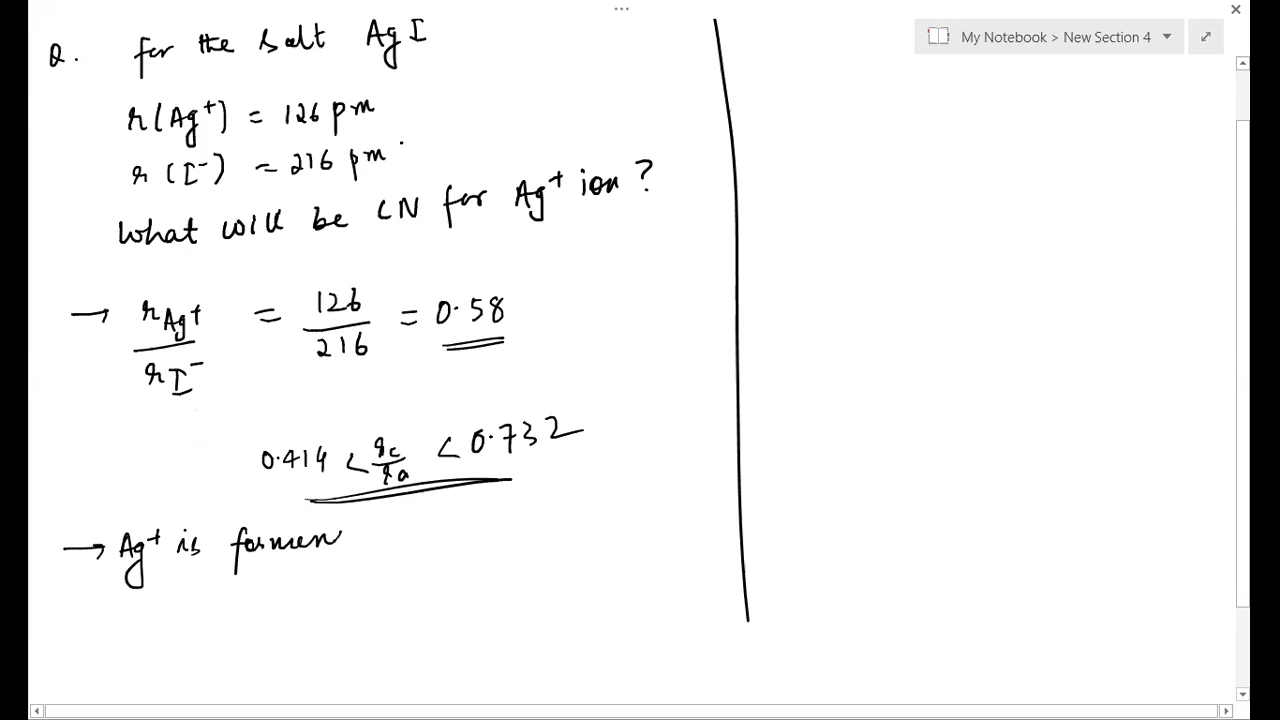 My Notebook > New Section 4
Q. for the salt AgI
r(Ag⁺) = 126 pm
r(I⁻) = 216 pm
What will be CN for Ag⁺ ion?
→ rAg⁺/rI⁻ = 126/216 = 0.58
0.414 < rc/ra < 0.732
→ Ag⁺ is formen